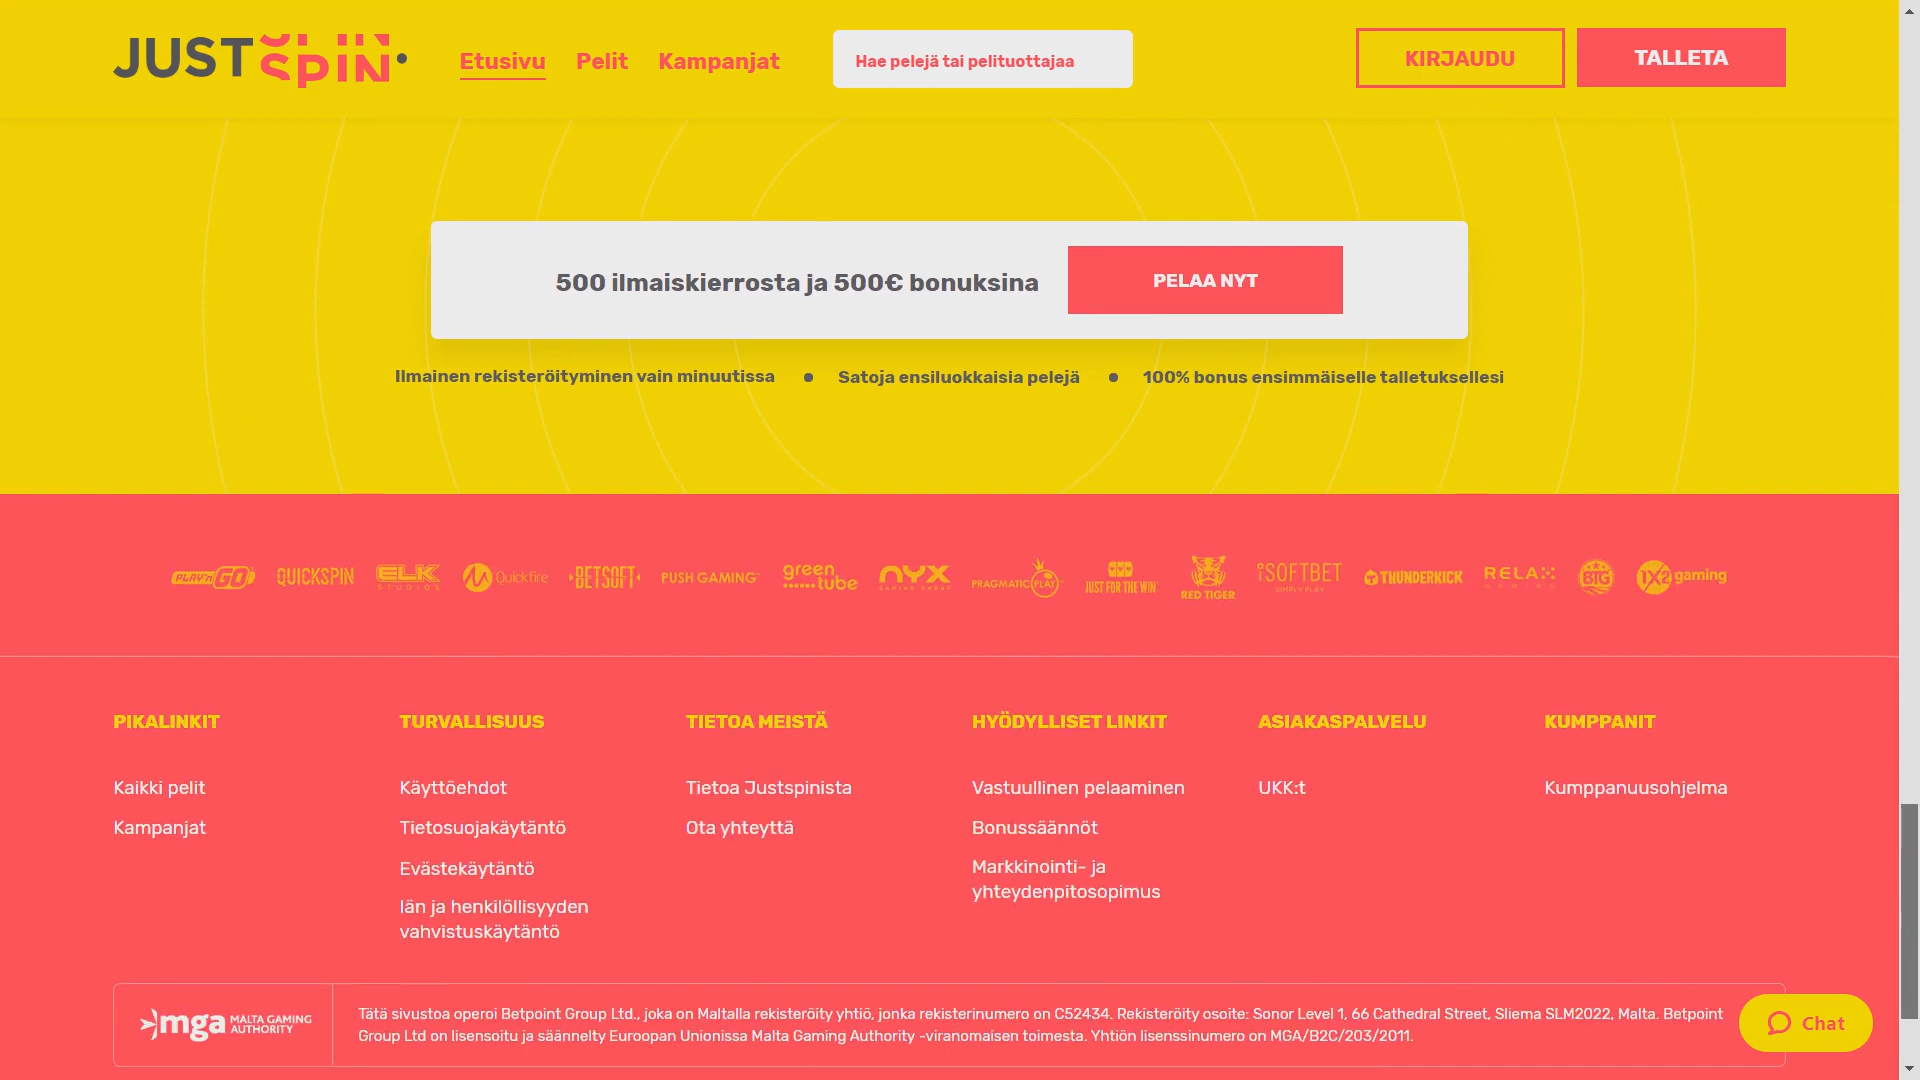 JUST SPIN
Etusivu Pelit Kampanjat
Hae pelejä tai pelituottajaa
KIRJAUDU TALLETA
500 ilmaiskierrosta ja 500€ bonuksina
PELAA NYT
Ilmainen rekisteröityminen vain minuutissa ● Satoja ensiluokkaisia pelejä ● 100% bonus ensimmäiselle talletuksellesi
PLAY'n GO QUICKSPIN ELK STUDIOS Quickfire BETSOFT PUSH GAMING green tube NYX GAMING GROUP PRAGMATIC PLAY JUST FOR THE WIN RED TIGER iSOFTBET SIMPLY PLAY THUNDERKICK RELAX GAMING BIG 1X2 gaming
PIKALINKIT
Kaikki pelit
Kampanjat
TURVALLISUUS
Käyttöehdot
Tietosuojakäytäntö
Evästekäytäntö
Iän ja henkilöllisyyden
vahvistuskäytäntö
TIETOA MEISTÄ
Tietoa Justspinista
Ota yhteyttä
HYÖDYLLISET LINKIT
Vastuullinen pelaaminen
Bonussäännöt
Markkinointi- ja
yhteydenpitosopimus
ASIAKASPALVELU
UKK:t
KUMPPANIT
Kumppanuusohjelma
mga MALTA GAMING
AUTHORITY
Tätä sivustoa operoi Betpoint Group Ltd., joka on Maltalla rekisteröity yhtiö, jonka rekisterinumero on C52434. Rekisteröity osoite: Sonor Level 1, 66 Cathedral Street, Sliema SLM2022, Malta. Betpoint
Group Ltd on lisensoitu ja säännelty Euroopan Unionissa Malta Gaming Authority -viranomaisen toimesta. Yhtiön lisenssinumero on MGA/B2C/203/2011.
Chat